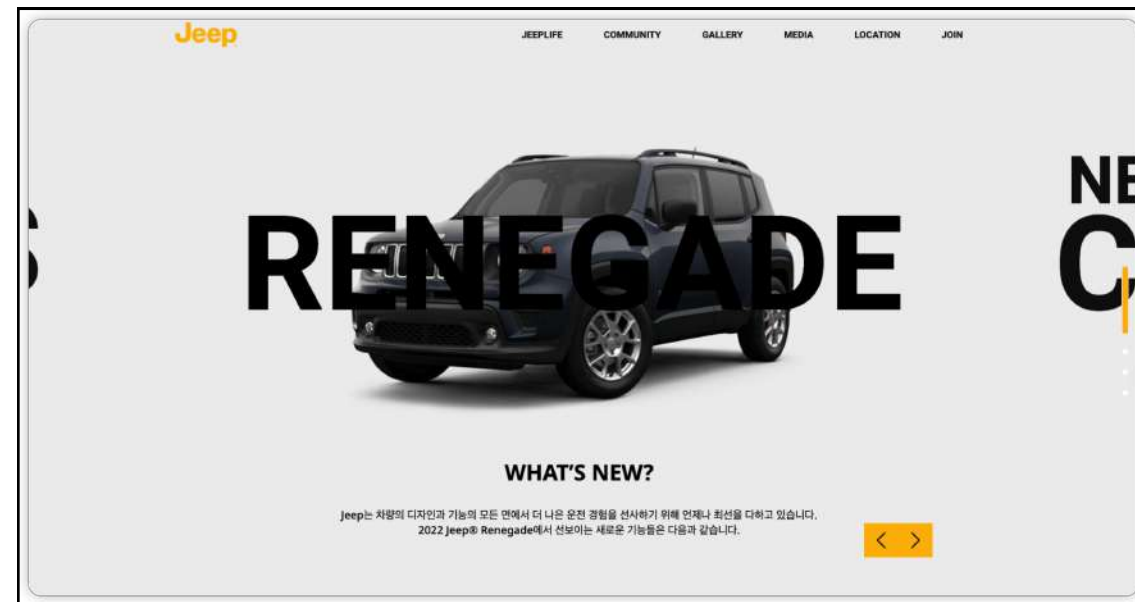 Jeep
JEEPLIFE COMMUNITY GALLERY MEDIA LOCATION JOIN
S
RENEGADE
NE
C
WHAT'S NEW?
Jeep는 차량의 디자인과 기능의 모든 면에서 더 나은 운전 경험을 선사하기 위해 언제나 최선을 다하고 있습니다.
2022 Jeep® Renegade에서 선보이는 새로운 기능들은 다음과 같습니다.